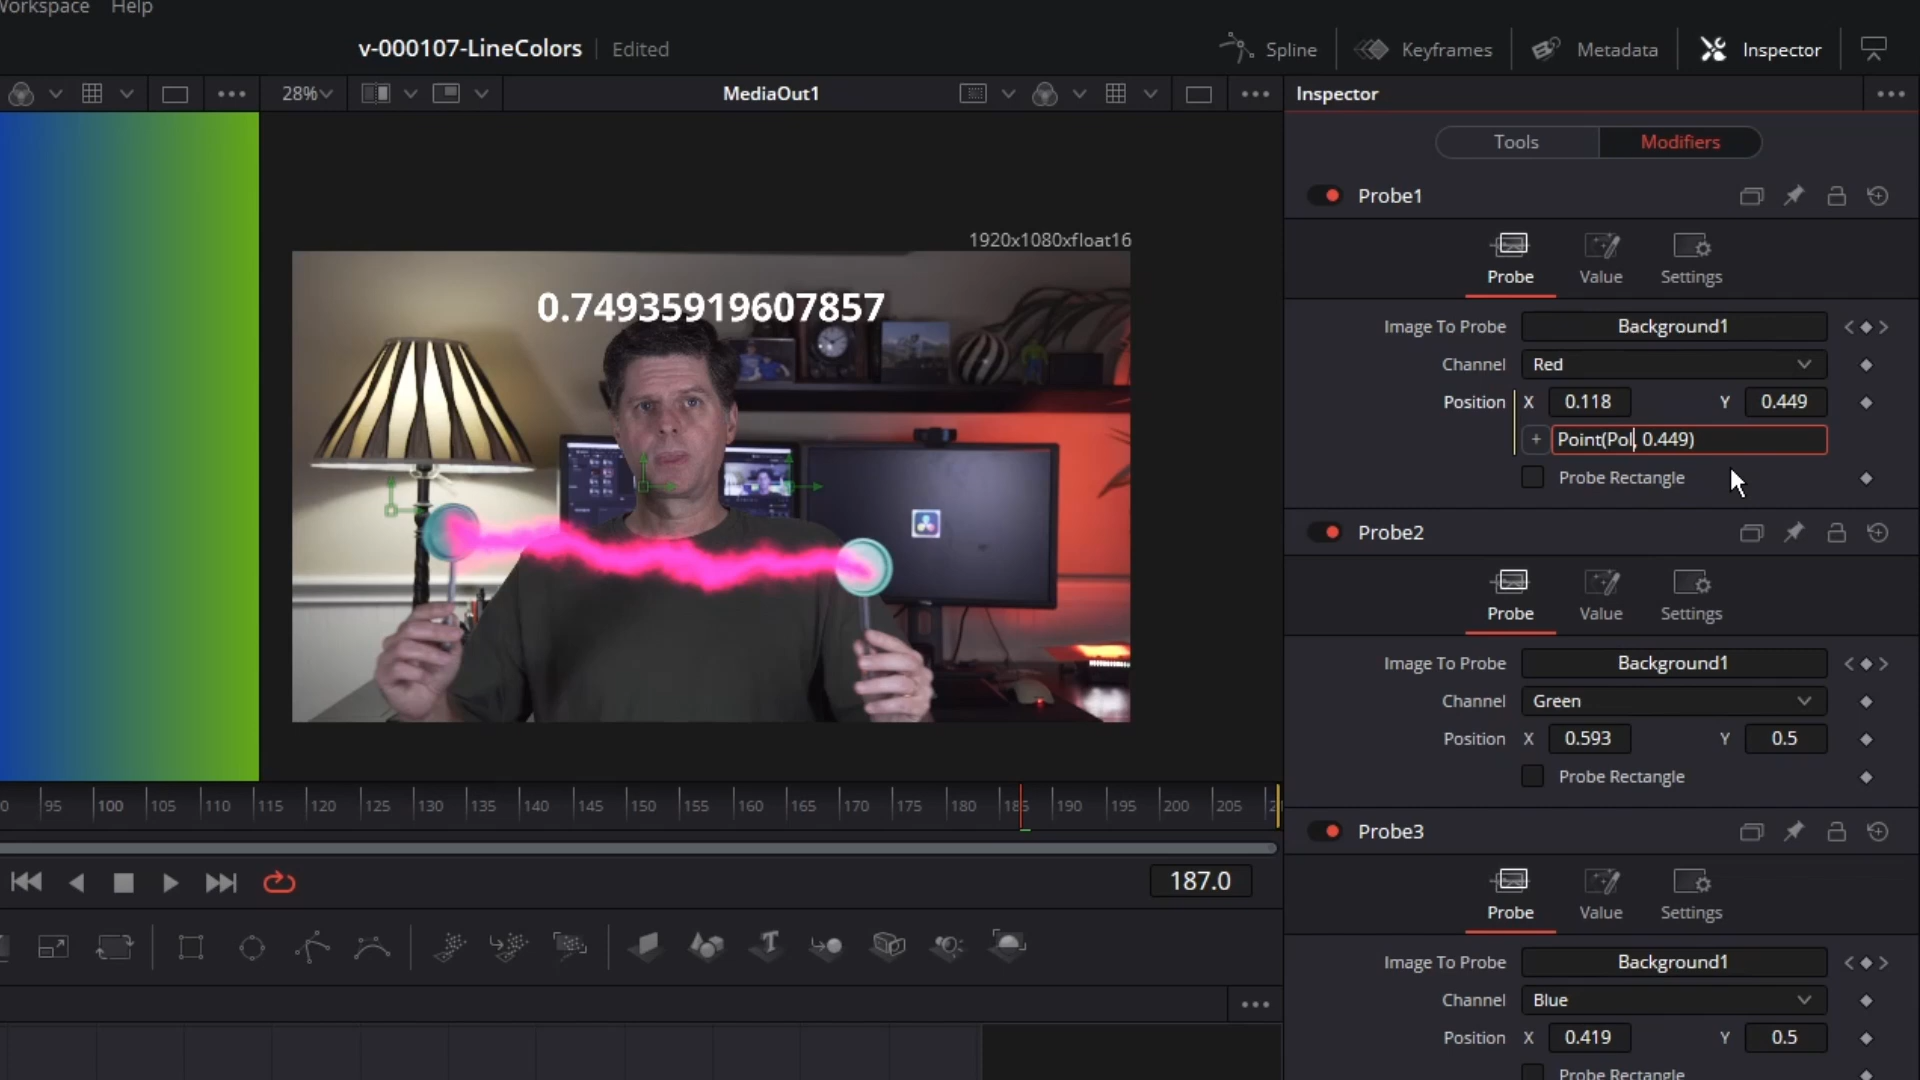 Workspace Help
v-000107-LineColors Edited
Spline Keyframes Metadata Inspector
28% MediaOut1
Inspector
Tools Modifiers
Probe1
1920x1080xfloat16
Probe Value Settings
0.74935919607857
Image To Probe Background1
Channel Red
Position X 0.118 Y 0.449
+ Point(Pol, 0.449)
Probe Rectangle
Probe2
Probe Value Settings
Image To Probe Background1
Channel Green
Position X 0.593 Y 0.5
Probe Rectangle
95 100 105 110 115 120 125 130 135 140 145 150 155 160 165 170 175 180 185 190 195 200 205
Probe3
187.0
Probe Value Settings
Image To Probe Background1
Channel Blue
Position X 0.419 Y 0.5
Probe Rectangle